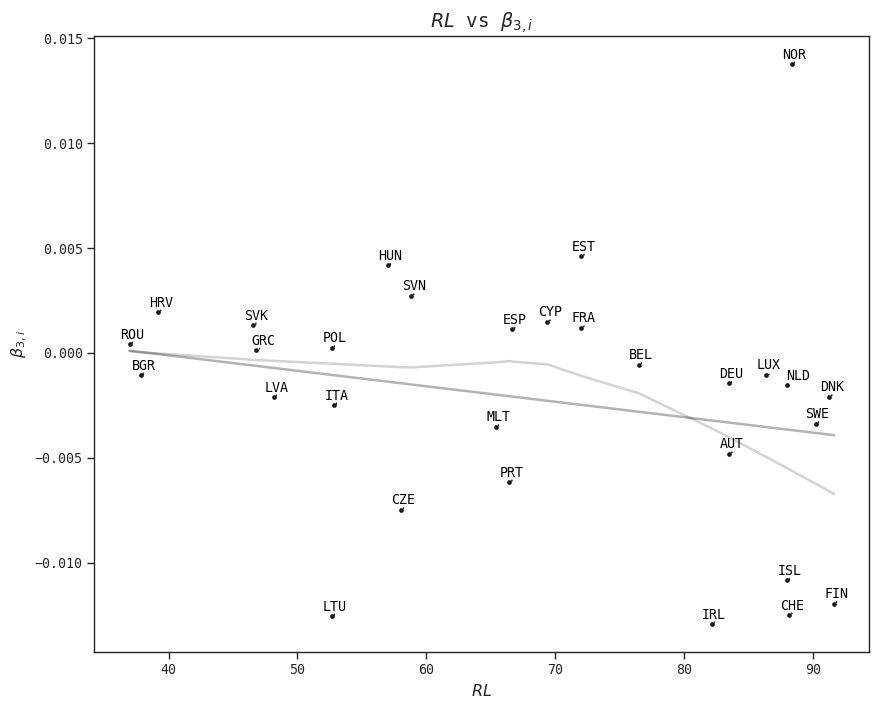 RL vs β3,i
0.015
NOR
0.010
0.005
EST
HUN
SVN
HRV
SVK
ESP
CYP
FRA
ROU
GRC
POL
0.000
BGR
BEL
LVA
ITA
DEU
LUX
NLD
DNK
MLT
SWE
AUT
−0.005
PRT
CZE
−0.010
ISL
LTU
IRL
CHE
FIN
β3,i
40
50
60
70
80
90
RL